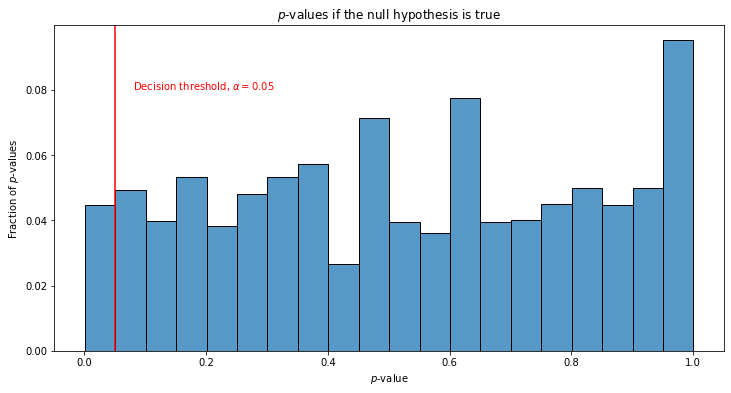 p-values if the null hypothesis is true
Decision threshold, α = 0.05
Fraction of p-values
0.08
0.06
0.04
0.02
0.00
0.0 0.2 0.4 0.6 0.8 1.0
p-value